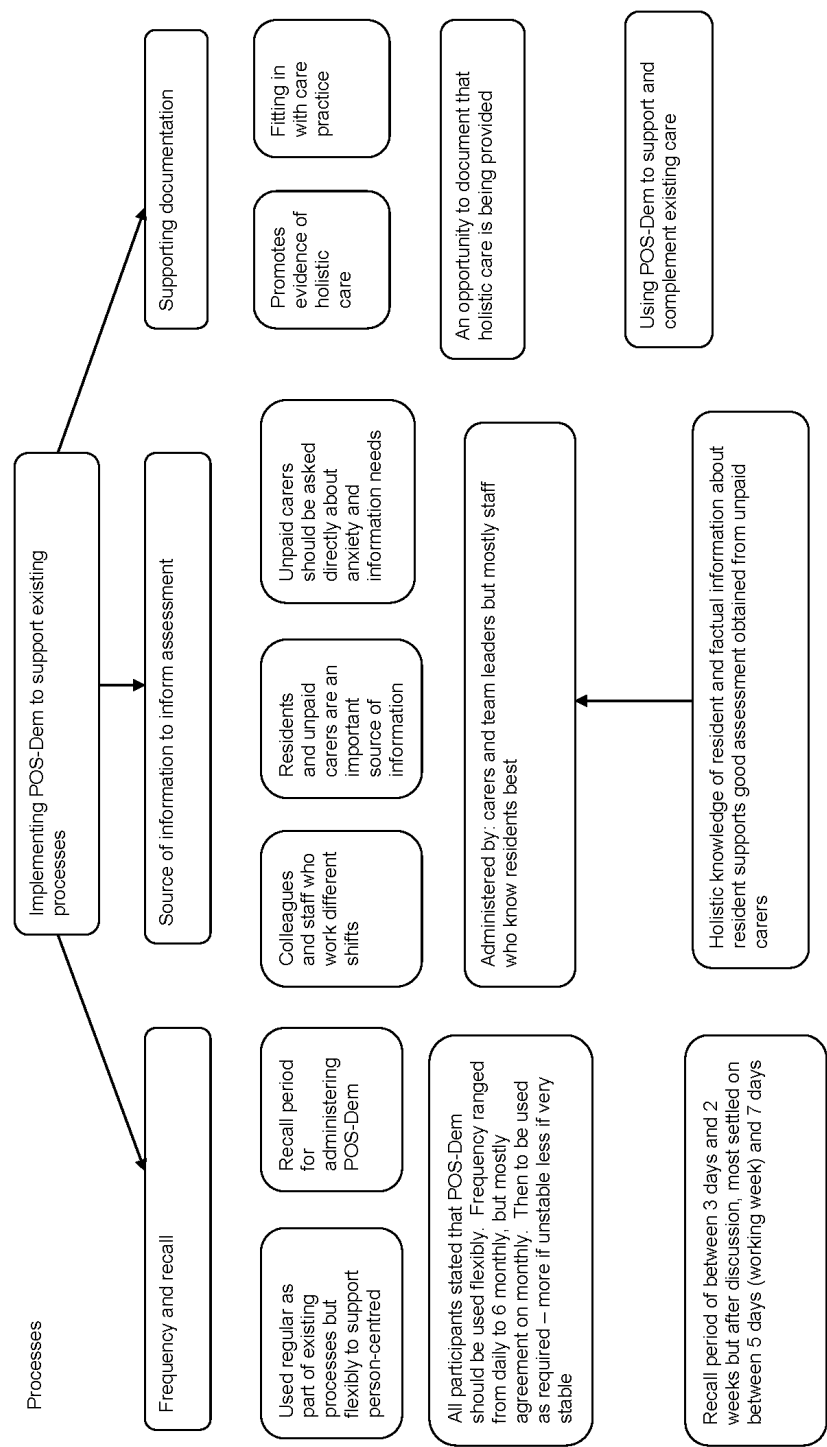 Processes
Implementing POS-Dem to support existing
processes
Frequency and recall
Source of information to inform assessment
Supporting documentation
Used regular as
part of existing
processes but
flexibly to support
person-centred
Recall period
for
administering
POS-Dem
Colleagues
and staff who
work different
shifts
Residents
and unpaid
carers are an
important
source of
information
Unpaid carers
should be asked
directly about
anxiety and
information needs
Promotes
evidence of
holistic
care
Fitting in
with care
practice
All participants stated that POS-Dem
should be used flexibly. Frequency ranged
from daily to 6 monthly, but mostly
agreement on monthly. Then to be used
as required – more if unstable less if very
stable
Administered by: carers and team leaders but mostly staff
who know residents best
An opportunity to document that
holistic care is being provided
Recall period of between 3 days and 2
weeks but after discussion, most settled on
between 5 days (working week) and 7 days
Holistic knowledge of resident and factual information about
resident supports good assessment obtained from unpaid
carers
Using POS-Dem to support and
complement existing care